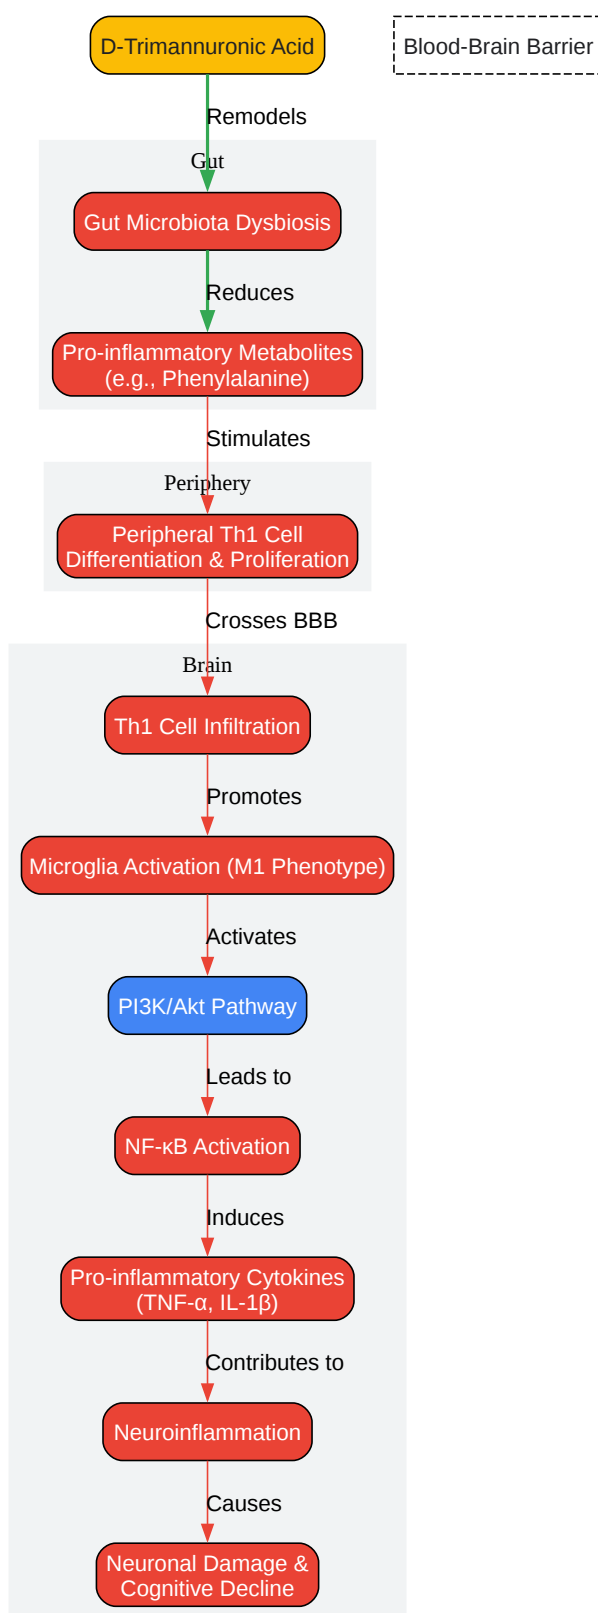 D-Trimannuronic Acid
Blood-Brain Barrier
Remodels
Gut
Gut Microbiota Dysbiosis
Reduces
Pro-inflammatory Metabolites
(e.g., Phenylalanine)
Stimulates
Periphery
Peripheral Th1 Cell
Differentiation & Proliferation
Crosses BBB
Brain
Th1 Cell Infiltration
Promotes
Microglia Activation (M1 Phenotype)
Activates
PI3K/Akt Pathway
Leads to
NF-κB Activation
Induces
Pro-inflammatory Cytokines
(TNF-α, IL-1β)
Contributes to
Neuroinflammation
Causes
Neuronal Damage &
Cognitive Decline